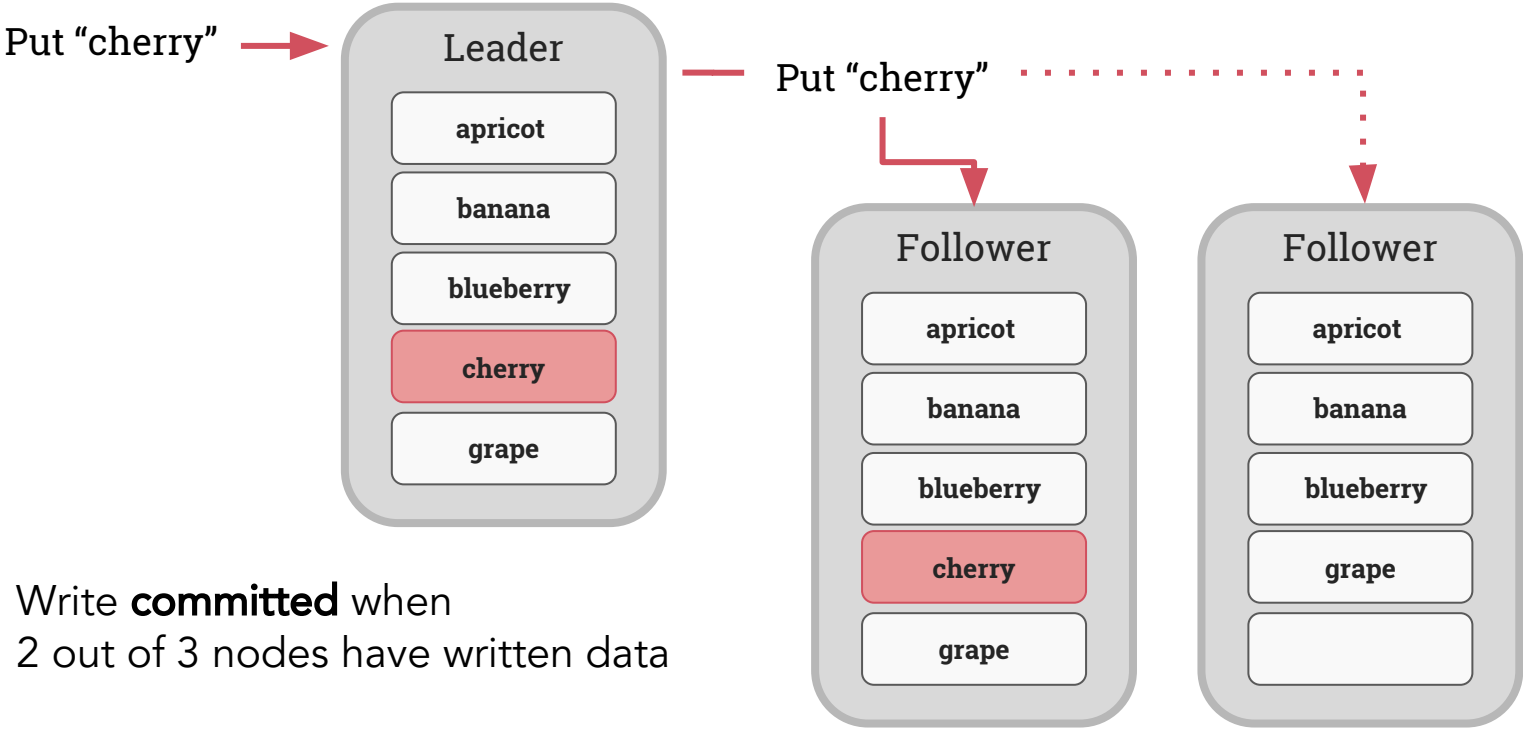 Put “cherry”
Leader
apricot
banana
blueberry
cherry
grape
Put “cherry”
Follower
apricot
banana
blueberry
cherry
grape
Follower
apricot
banana
blueberry
grape
Write committed when
2 out of 3 nodes have written data